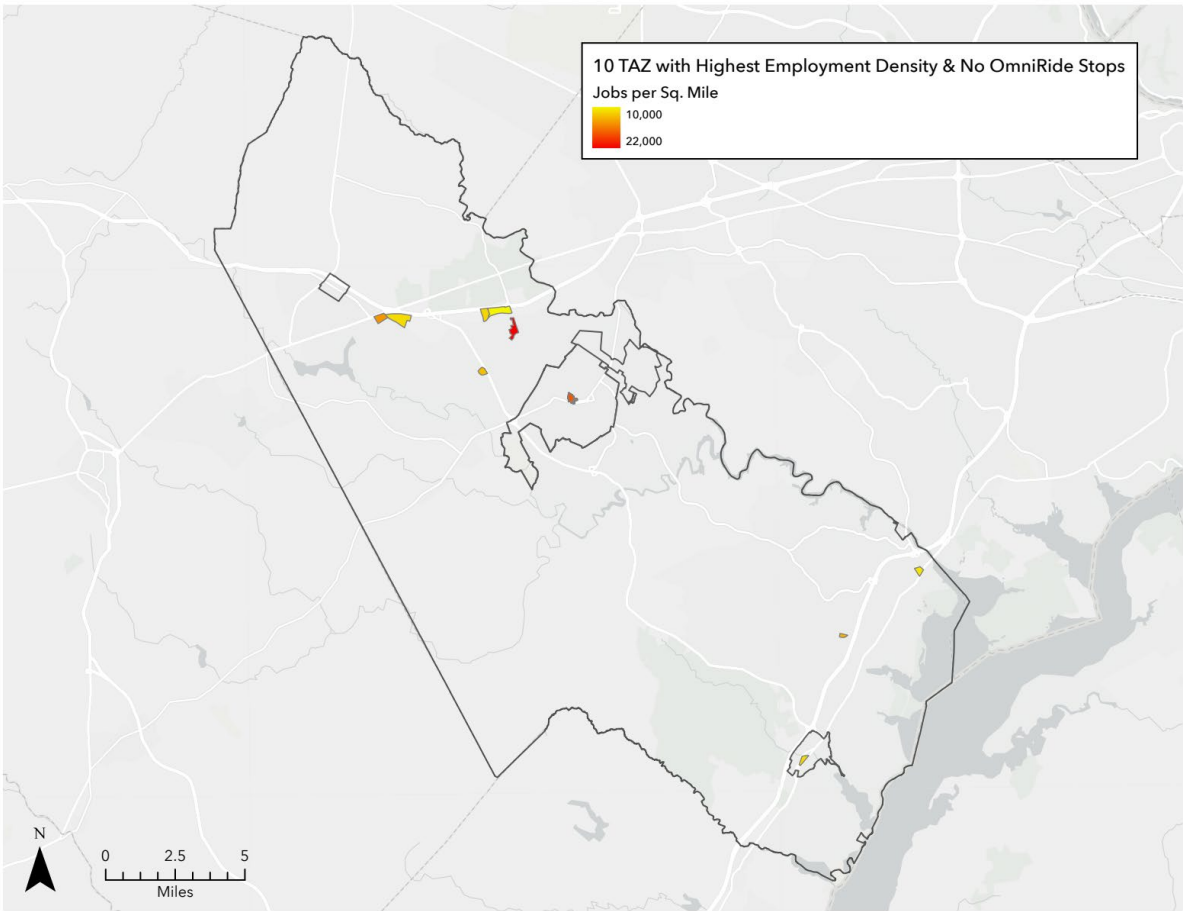 10 TAZ with Highest Employment Density & No OmniRide Stops
Jobs per Sq. Mile
10,000
22,000
N
0 2.5 5
Miles